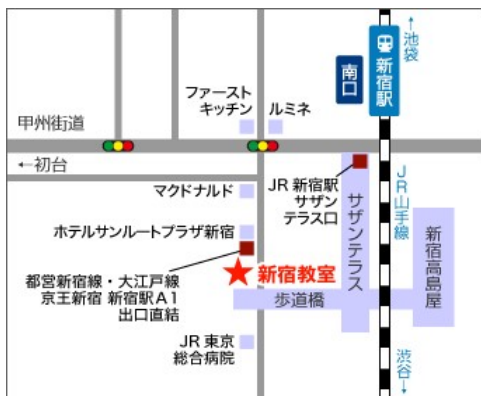 ←池袋
新宿駅
南口
ファースト
キッチン
ルミネ
甲州街道
←初台
マクドナルド
JR 新宿駅
サザン
テラス口
サザンテラス
JR山手線
新宿高島屋
ホテルサンルートプラザ新宿
都営新宿線・大江戸線
京王新宿 新宿駅A1
出口直結
新宿教室
歩道橋
JR 東京
総合病院
渋谷→